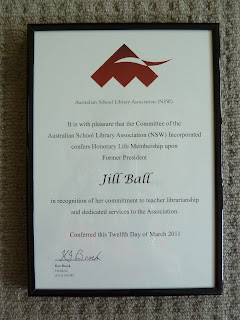 Australian School Library Association (NSW)
It is with pleasure that the Committee of the
Australian School Library Association (NSW) Incorporated
confers Honorary Life Membership upon
Former President
Jill Ball
in recognition of her commitment to teacher librarianship
and dedicated services to the Association.
Conferred this Twelfth Day of March 2011
President